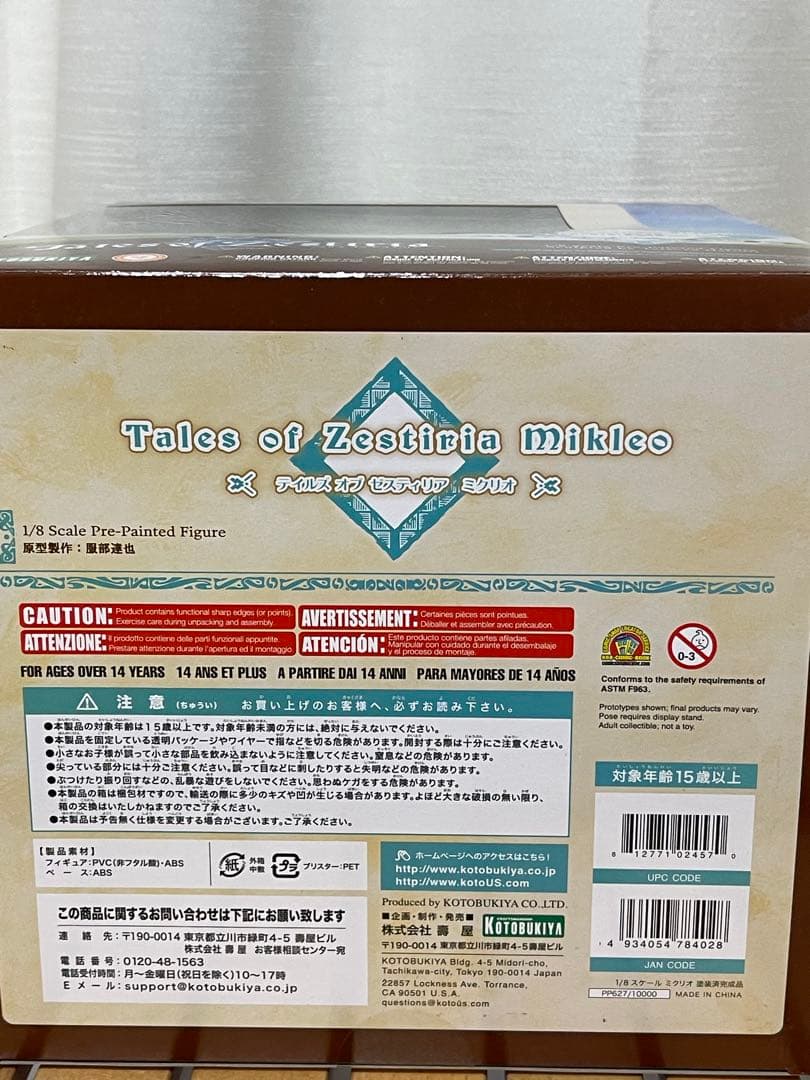 Tales of Zestiria
WARNING:
ATTENTION:
ATTENZIONE:
Tales of Zestiria Mikleo
テイルズ オブ ゼスティリア ミクリオ
1/8 Scale Pre-Painted Figure
原型製作：服部達也
CAUTION: Product contains functional sharp edges (or points). Exercise care during unpacking and assembly.
AVERTISSEMENT: Certaines pièces sont pointues. Déballer et assembler avec précaution.
ATTENZIONE: Il prodotto contiene delle parti funzionali appuntite. Prestare attenzione durante l'apertura ed il montaggio
ATENCIÓN: Este producto contiene partes afiladas. Manipular con cuidado durante el desembalaje y el proceso de montaje.
FOR AGES OVER 14 YEARS 14 ANS ET PLUS A PARTIRE DAI 14 ANNI PARA MAYORES DE 14 AÑOS
0-3
Conforms to the safety requirements of
ASTM F963.
Prototypes shown; final products may vary.
Pose requires display stand.
Adult collectible; not a toy.
注意（ちゅうい） お買い上げのお客様へ、必ずお読み下さい。
●本製品の対象年齢は15歳以上です。対象年齢未満の方には、絶対に与えないでください。
●本製品を固定している透明パッケージやワイヤーで指などを切る危険があります。開封する際は十分にご注意ください。
●小さなお子様が誤って小さな部品を飲み込まないように注意してください。窒息などの危険があります。
●尖っている部分には十分ご注意ください。誤って目などに刺したりすると失明などの危険があります。
●ぶつけたり振り回すなどの、乱暴な遊びをしないでください。思わぬケガをする危険があります。
●本製品の箱は梱包材ですので、輸送の際に多少のキズや凹が生じる場合があります。よほど大きな破損の無い限り、
箱の交換はいたしかねますのでご了承ください。
●本製品は予告無く仕様を変更する場合がございます。ご了承ください。
対象年齢15歳以上
8 12771 02457 0
UPC CODE
4 934054 784028
JAN CODE
1/8 スケール ミクリオ 塗装済完成品
PP627/10000 MADE IN CHINA
【製品素材】
フィギュア：PVC（非フタル酸）・ABS
ベース：ABS
紙 外箱 中敷
プラ ブリスター：PET
ホームページへのアクセスはこちら！
http://www.kotobukiya.co.jp
http://www.kotoUS.com
この商品に関するお問い合わせは下記にお願い致します
連絡先：〒190-0014 東京都立川市緑町4-5 壽屋ビル
株式会社 壽屋 お客様相談センター宛
電話番号：0120-48-1563
電話受付時間：月〜金曜日（祝日を除く）10〜17時
Eメール：support@kotobukiya.co.jp
Produced by KOTOBUKIYA CO.,LTD.
■企画・制作・発売■
株式会社 壽屋 KOTOBUKIYA
〒190-0014 東京都立川市緑町4-5 壽屋ビル
KOTOBUKIYA Bldg. 4-5 Midori-cho,
Tachikawa-city, Tokyo 190-0014 Japan
22857 Lockness Ave. Torrance,
CA 90501 U.S.A.
questions@kotous.com